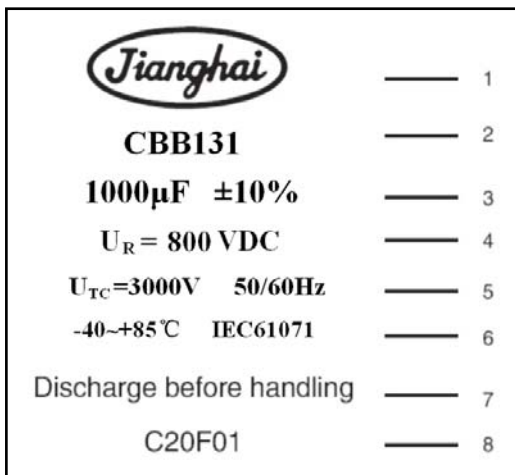 Jianghai 1
CBB131 2
1000μF ±10% 3
U_R = 800 VDC 4
U_TC=3000V 50/60Hz 5
-40~+85℃ IEC61071 6
Discharge before handling 7
C20F01 8